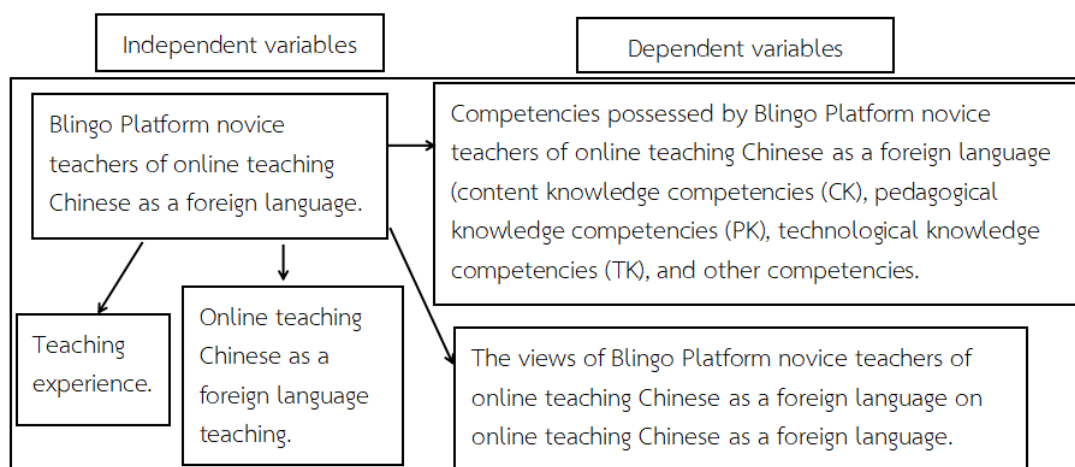 Independent variables
Dependent variables
Blingo Platform novice
teachers of online teaching
Chinese as a foreign language.
Competencies possessed by Blingo Platform novice
teachers of online teaching Chinese as a foreign language
(content knowledge competencies (CK), pedagogical
knowledge competencies (PK), technological knowledge
competencies (TK), and other competencies.
Teaching
experience.
Online teaching
Chinese as a
foreign language
teaching.
The views of Blingo Platform novice teachers of
online teaching Chinese as a foreign language on
online teaching Chinese as a foreign language.